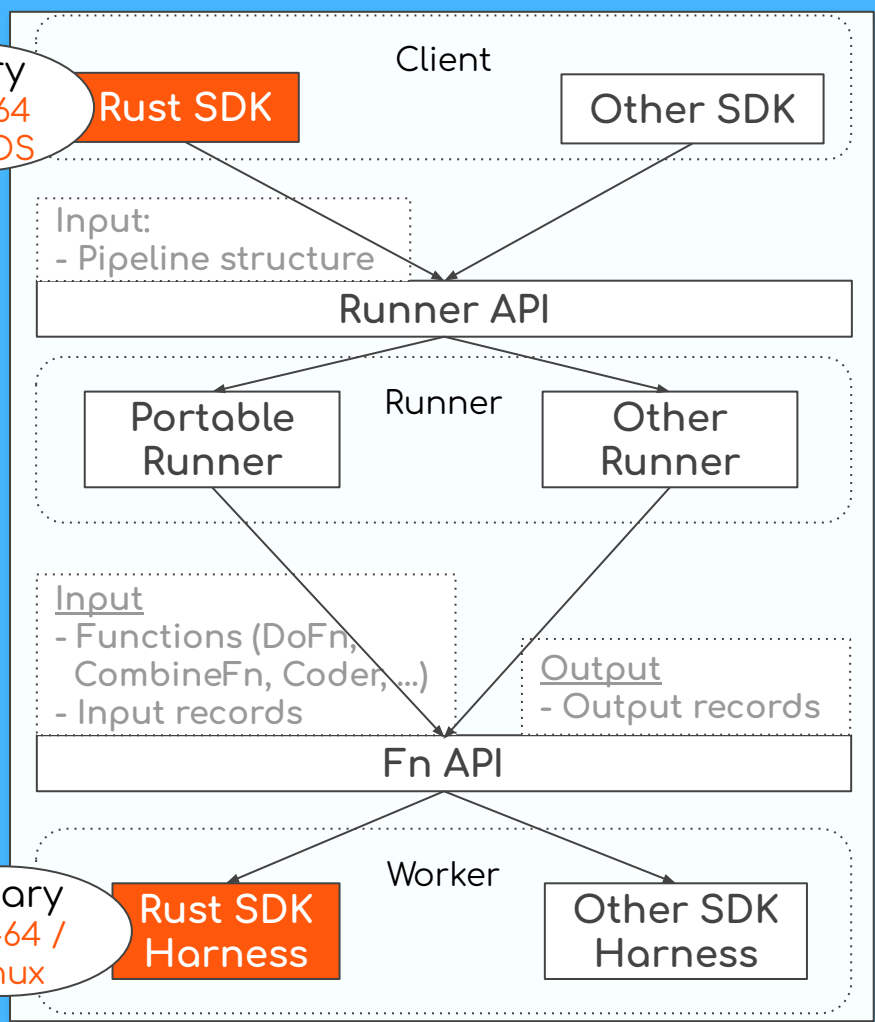 Client
Rust SDK
Other SDK
Input:
- Pipeline structure
Runner API
Runner
Portable
Runner
Other
Runner
Input
- Functions (DoFn,
CombineFn, Coder, ...)
- Input records
Output
- Output records
Fn API
Worker
Rust SDK
Harness
Other SDK
Harness